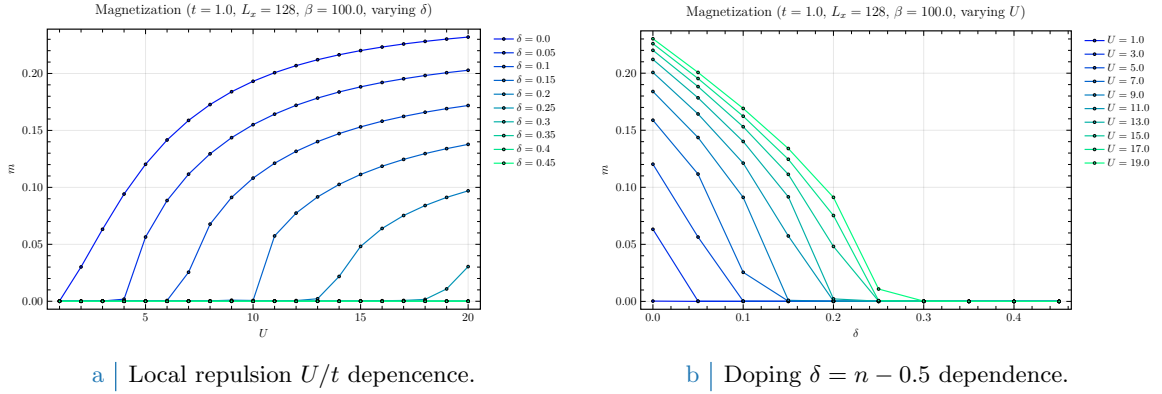 Magnetization (t = 1.0, L_x = 128, β = 100.0, varying δ)
m
0.20
0.15
0.10
0.05
0.00
5
10
15
20
U
δ = 0.0
δ = 0.05
δ = 0.1
δ = 0.15
δ = 0.2
δ = 0.25
δ = 0.3
δ = 0.35
δ = 0.4
δ = 0.45
a | Local repulsion U/t depencence.
Magnetization (t = 1.0, L_x = 128, β = 100.0, varying U)
m
0.20
0.15
0.10
0.05
0.00
0.0
0.1
0.2
0.3
0.4
δ
U = 1.0
U = 3.0
U = 5.0
U = 7.0
U = 9.0
U = 11.0
U = 13.0
U = 15.0
U = 17.0
U = 19.0
b | Doping δ = n − 0.5 dependence.